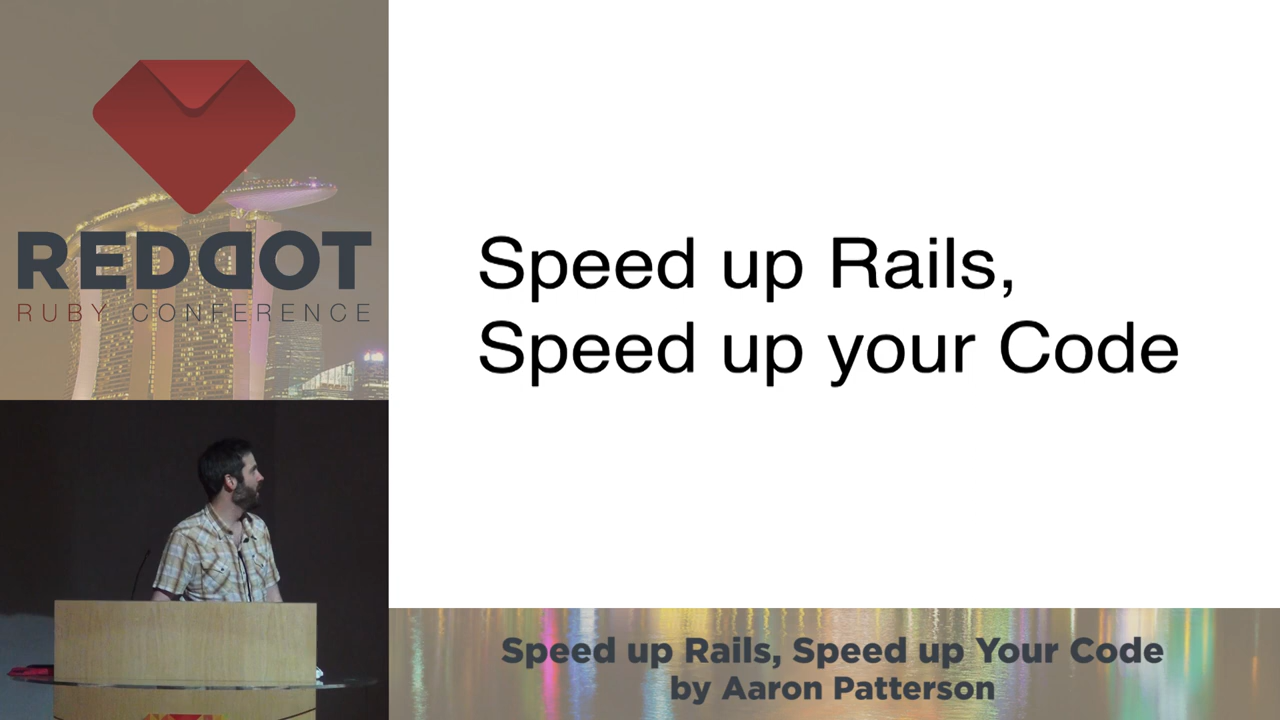 REDDOT
RUBY CONFERENCE
Speed up Rails,
Speed up your Code
Speed up Rails, Speed up Your Code
by Aaron Patterson